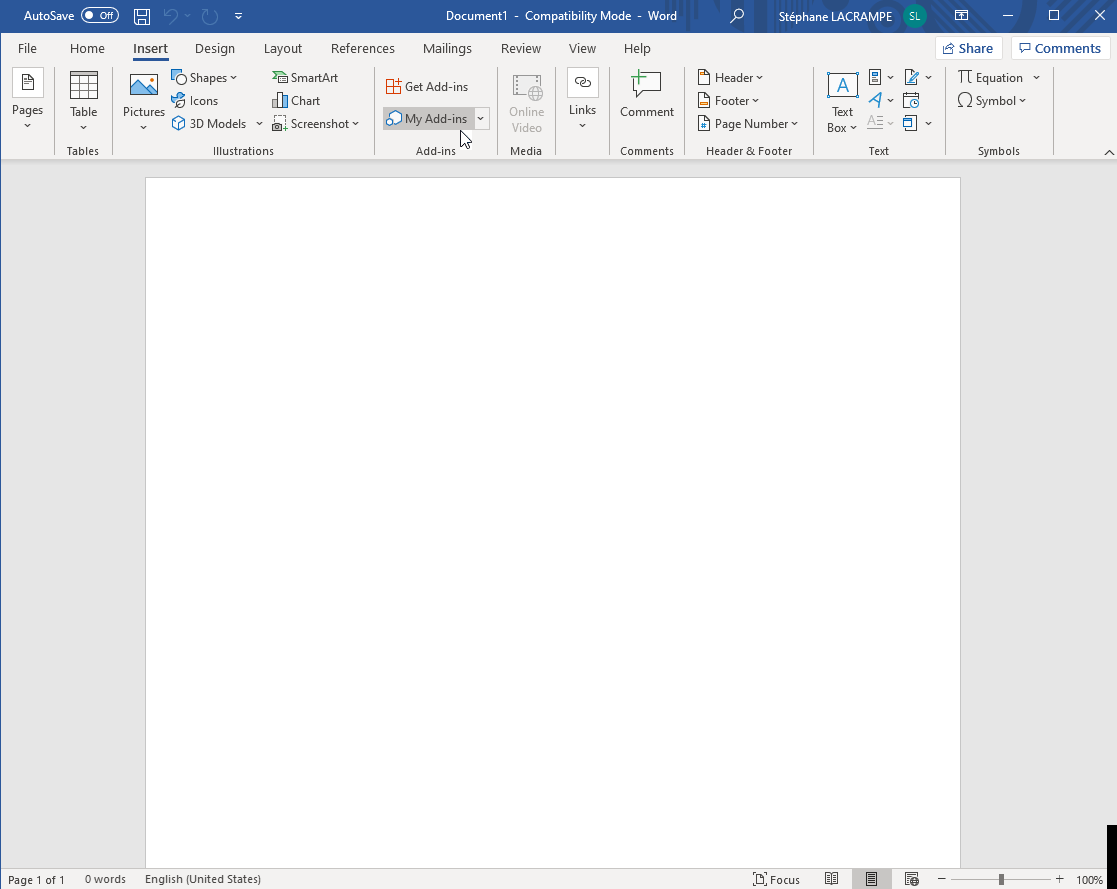 AutoSave Off Document1 - Compatibility Mode - Word Stéphane LACRAMPE SL
File Home Insert Design Layout References Mailings Review View Help Share Comments
Pages
Tables
Table
Pictures
Shapes
Icons
3D Models
SmartArt
Chart
Screenshot
Illustrations
Get Add-ins
My Add-ins
Add-ins
Online
Video
Media
Links
Comment
Comments
Header
Footer
Page Number
Header & Footer
A
Text
Box
A
Text
Equation
Symbol
Symbols
Page 1 of 1 0 words English (United States) Focus 100%